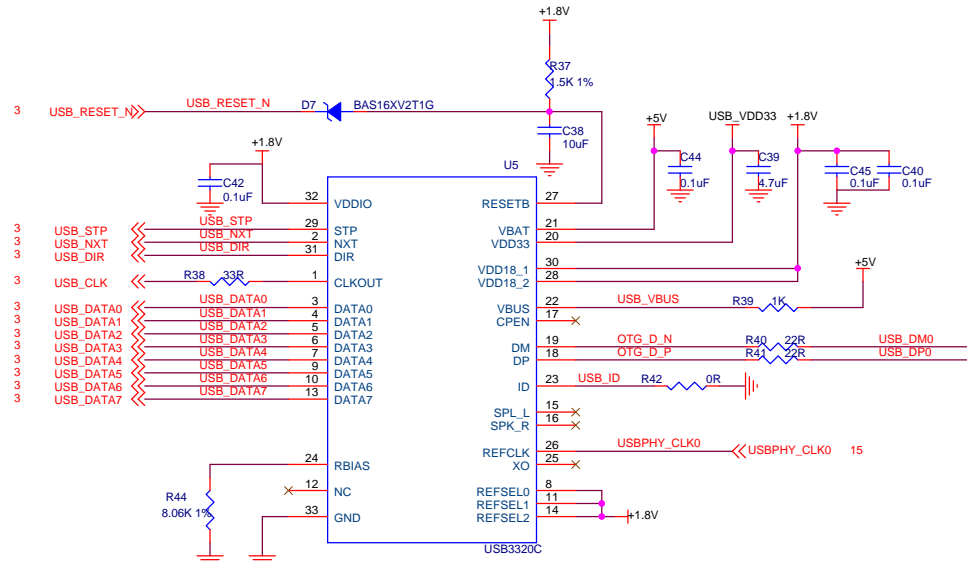 +1.8V
R37
1.5K 1%
3 USB_RESET_N USB_RESET_N D7 BAS16XV2T1G
C38
10uF
+5V USB_VDD33 +1.8V
+1.8V
C44
0.1uF
C39
4.7uF
C45
0.1uF
C40
0.1uF
C42
0.1uF
U5
32 VDDIO
RESETB 27
3 USB_STP USB_STP 29 STP
3 USB_NXT USB_NXT 2 NXT
3 USB_DIR USB_DIR 31 DIR
VBAT 21
VDD33 20
3 USB_CLK R38 33R 1 CLKOUT
VDD18_1 30
VDD18_2 28
+5V
3 USB_DATA0 USB_DATA0 3 DATA0
3 USB_DATA1 USB_DATA1 4 DATA1
3 USB_DATA2 USB_DATA2 5 DATA2
3 USB_DATA3 USB_DATA3 6 DATA3
3 USB_DATA4 USB_DATA4 7 DATA4
3 USB_DATA5 USB_DATA5 9 DATA5
3 USB_DATA6 USB_DATA6 10 DATA6
3 USB_DATA7 USB_DATA7 13 DATA7
VBUS 22 USB_VBUS R39 1K
CPEN 17
DM 19 OTG_D_N R40 22R USB_DM0
DP 18 OTG_D_P R41 22R USB_DP0
ID 23 USB_ID R42 0R
SPL_L 15
SPK_R 16
REFCLK 26 USBPHY_CLK0 USBPHY_CLK0 15
XO 25
24 RBIAS
12 NC
33 GND
R44
8.06K 1%
REFSEL0 8
REFSEL1 11
REFSEL2 14
+1.8V
USB3320C